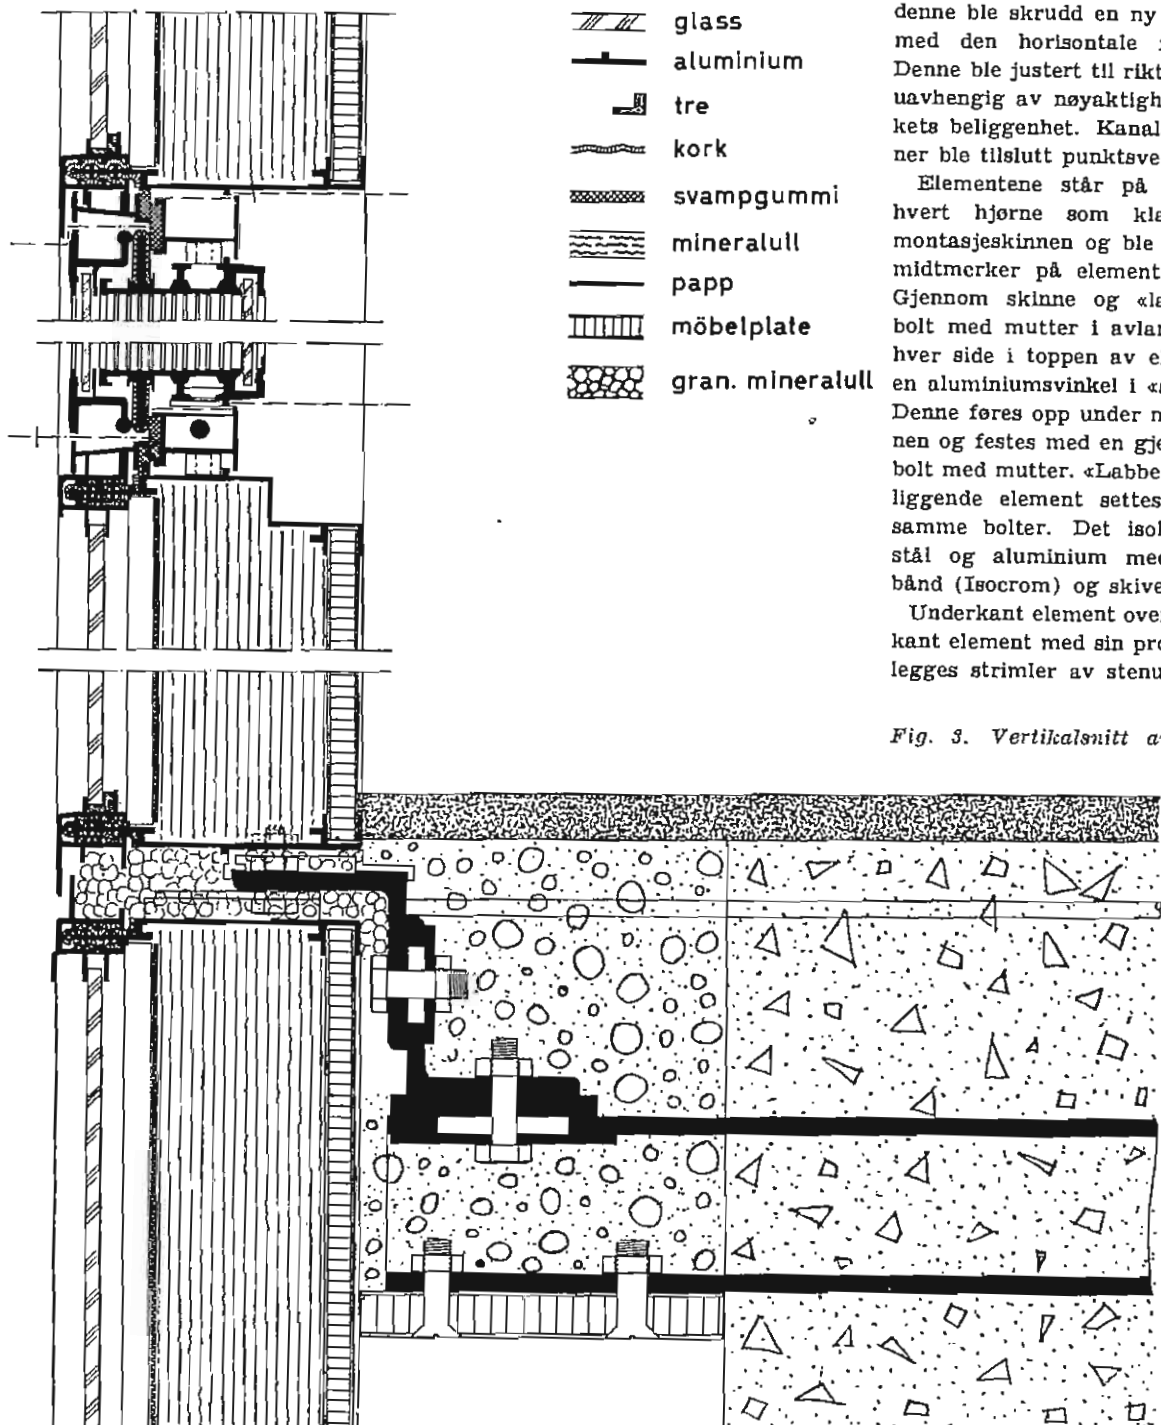 glass
aluminium
tre
kork
svampgummi
mineralull
papp
möbelplate
gran. mineralull
denne ble skrudd en ny
med den horisontale
Denne ble justert til rikt
uavhengig av nøyaktigh
kets beliggenhet. Kanal
ner ble tilslutt punktsve
Elementene står på
hvert hjørne som kla
montasjeskinnen og ble
midtmerker på element
Gjennom skinne og «la
bolt med mutter i avlar
hver side i toppen av e
en aluminiumsvinkel i
Denne føres opp under n
nen og festes med en gje
bolt med mutter. «Labbe
liggende element settes
samme bolter. Det isol
stål og aluminium med
bånd (Isocrom) og skive
Underkant element over
kant element med sin pro
legges strimler av stenu
Fig. 3. Vertikalsnitt a